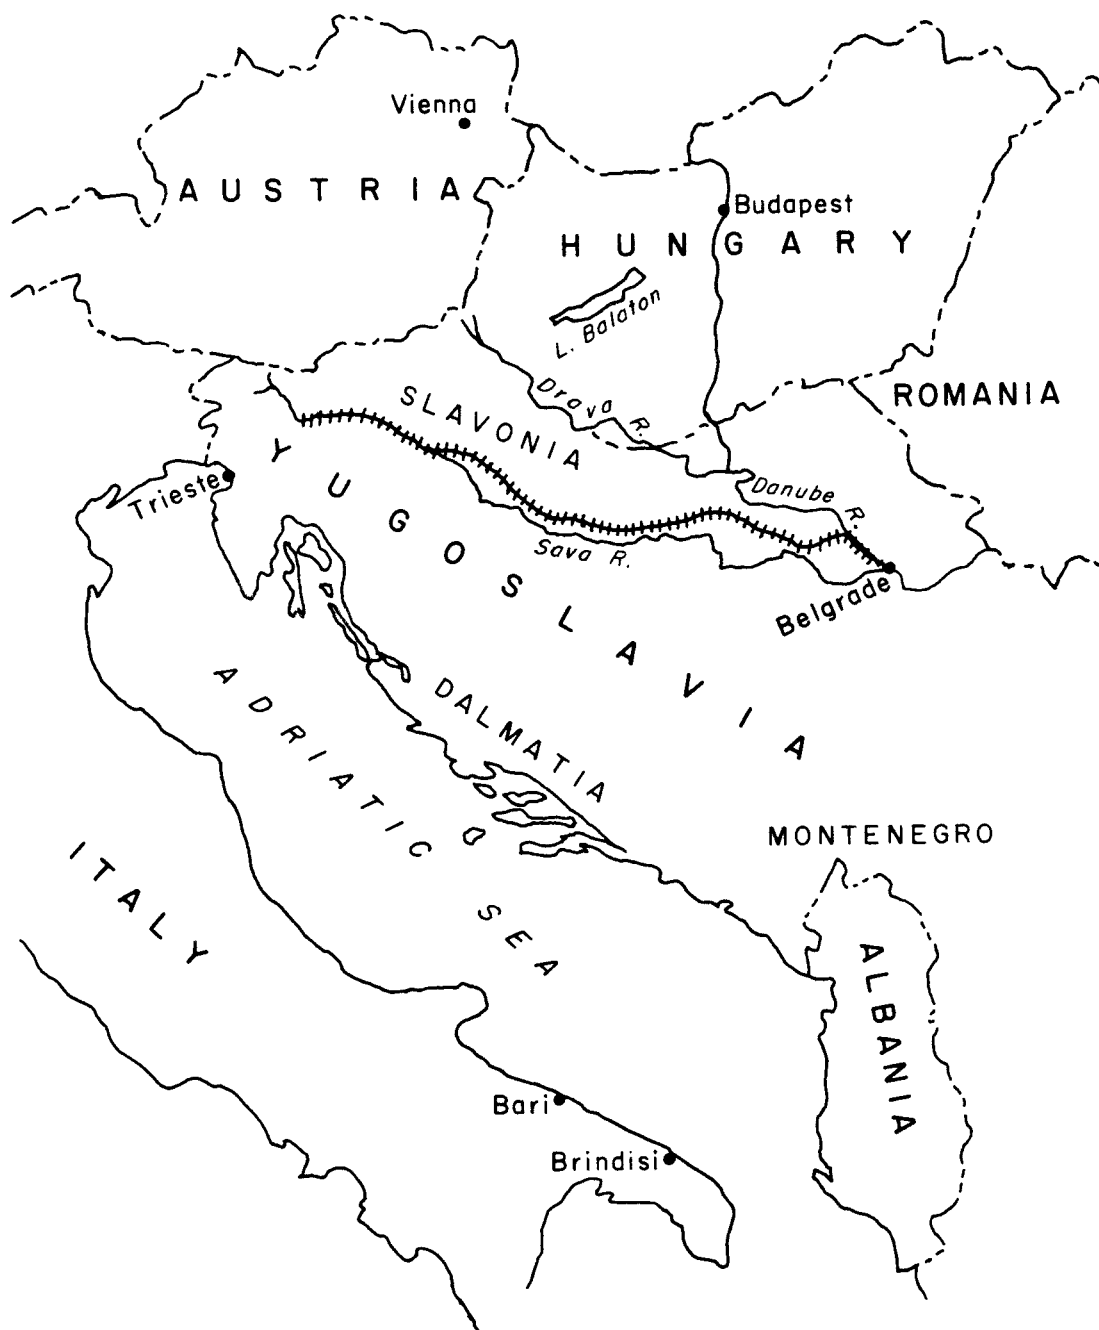 Vienna
AUSTRIA
Budapest
HUNGARY
L. Balaton
ROMANIA
Drava R.
SLAVONIA
YUGOSLAVIA
Trieste
Danube R.
Sava R.
Belgrade
ADRIATIC SEA
DALMATIA
MONTENEGRO
ITALY
ALBANIA
Bari
Brindisi